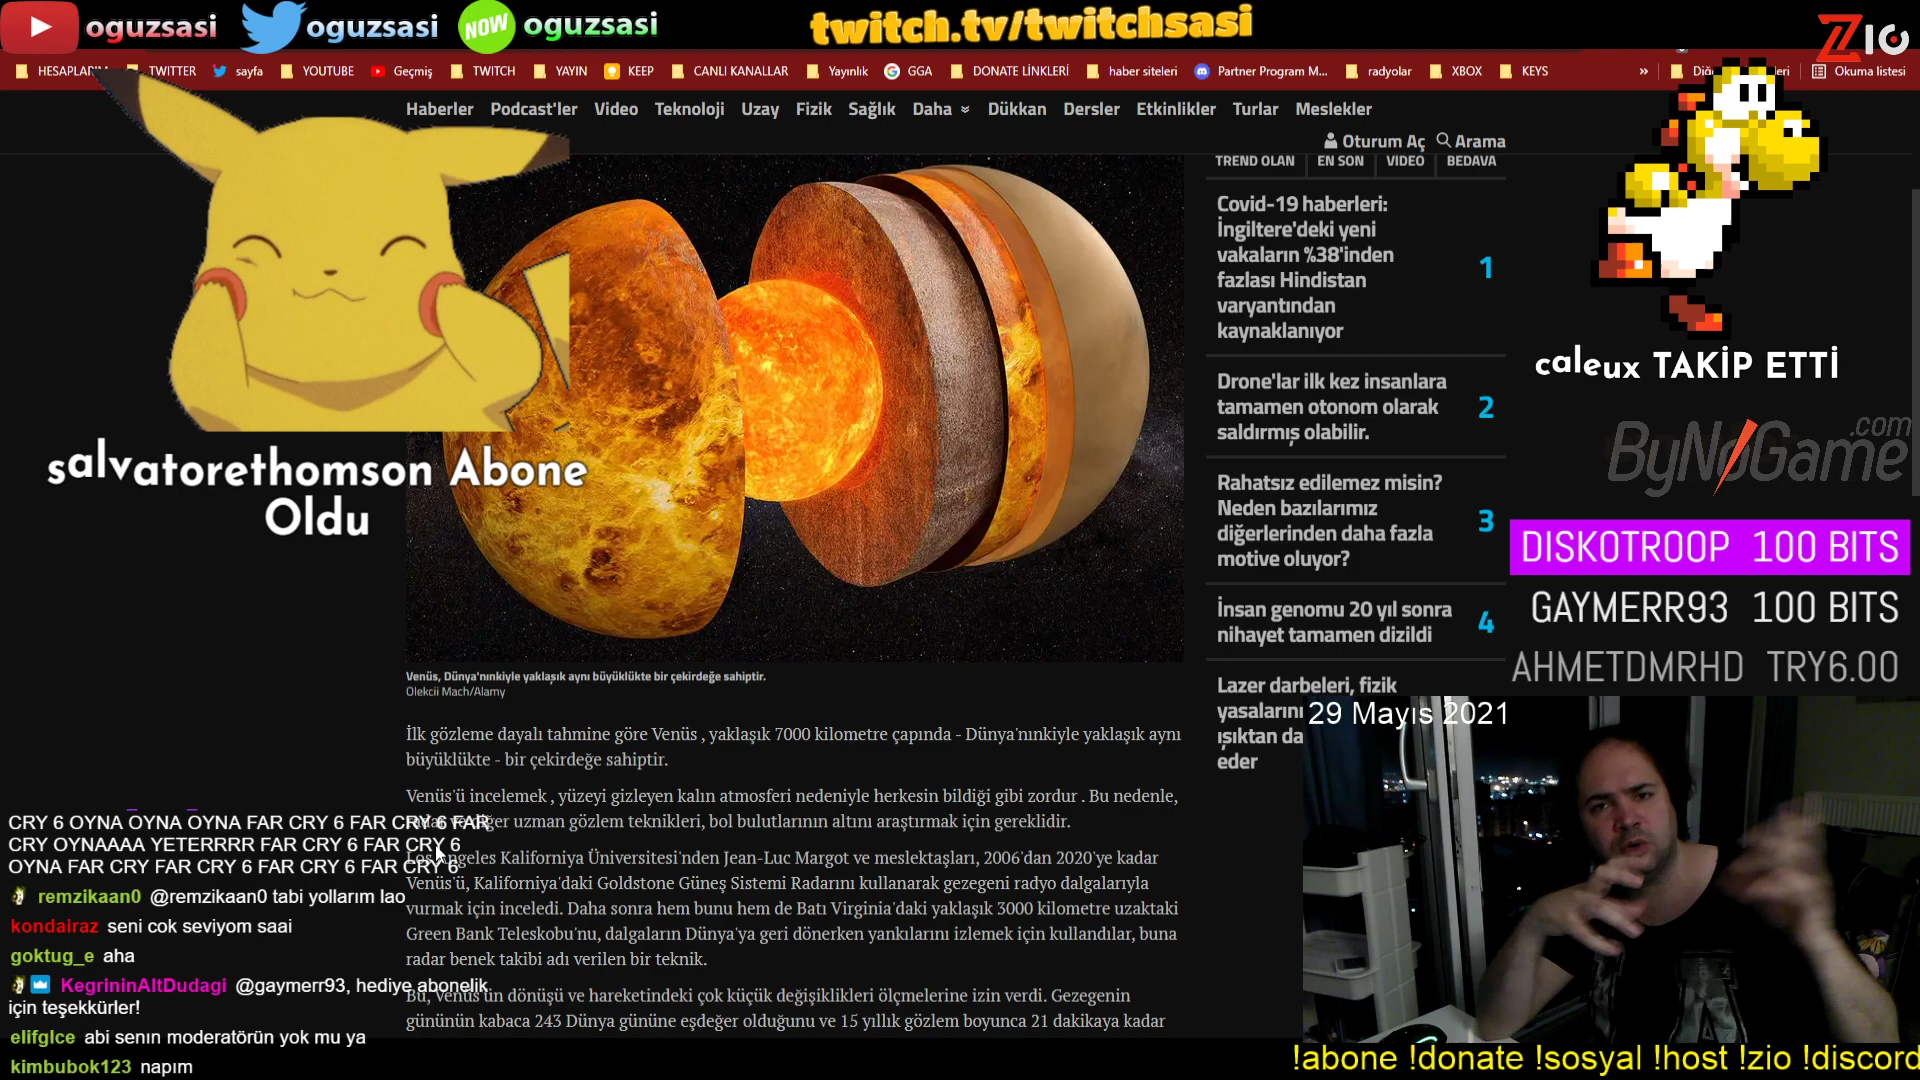 oguzsasi
oguzsasi
NOW
oguzsasi
twitch.tv/twitchsasi
ZIO
HESAPLARIM
TWITTER
sayfa
YOUTUBE
Geçmiş
TWITCH
YAYIN
KEEP
CANLI KANALLAR
Yayınlık
GGA
DONATE LİNKLERİ
haber siteleri
Partner Program M...
radyolar
XBOX
KEYS
»
Okuma listesi
Haberler Podcast'ler Video Teknoloji Uzay Fizik Sağlık Daha Dükkan Dersler Etkinlikler Turlar Meslekler
Oturum Aç
Arama
TREND OLAN
EN SON
VIDEO
BEDAVA
Covid-19 haberleri:
İngiltere'deki yeni
vakaların %38'inden
fazlası Hindistan
varyantından
kaynaklanıyor
1
Drone'lar ilk kez insanlara
tamamen otonom olarak
saldırmış olabilir.
2
Rahatsız edilemez misin?
Neden bazılarımız
diğerlerinden daha fazla
motive oluyor?
3
İnsan genomu 20 yıl sonra
nihayet tamamen dizildi
4
Lazer darbeleri, fizik
yasalarını
ışıktan da
eder
salvatorethomson Abone
Oldu
caleux TAKİP ETTİ
ByNoGame
.com
DISKOTROOP 100 BITS
GAYMERR93 100 BITS
AHMETDMRHD TRY6.00
29 Mayıs 2021
Venüs, Dünya'nınkiyle yaklaşık aynı büyüklükte bir çekirdeğe sahiptir.
Olekcii Mach/Alamy
İlk gözleme dayalı tahmine göre Venüs , yaklaşık 7000 kilometre çapında - Dünya'nınkiyle yaklaşık aynı
büyüklükte - bir çekirdeğe sahiptir.
Venüs'ü incelemek , yüzeyi gizleyen kalın atmosferi nedeniyle herkesin bildiği gibi zordur . Bu nedenle,
uzman gözlem teknikleri, bol bulutlarının altını araştırmak için gereklidir.
Los Angeles Kaliforniya Üniversitesi'nden Jean-Luc Margot ve meslektaşları, 2006'dan 2020'ye kadar
Venüs'ü, Kaliforniya'daki Goldstone Güneş Sistemi Radarını kullanarak gezegeni radyo dalgalarıyla
vurmak için inceledi. Daha sonra hem bunu hem de Batı Virginia'daki yaklaşık 3000 kilometre uzaktaki
Green Bank Teleskobu'nu, dalgaların Dünya'ya geri dönerken yankılarını izlemek için kullandılar, buna
radar benek takibi adı verilen bir teknik.
Bu, Venüs'ün dönüşü ve hareketindeki çok küçük değişiklikleri ölçmelerine izin verdi. Gezegenin
gününün kabaca 243 Dünya gününe eşdeğer olduğunu ve 15 yıllık gözlem boyunca 21 dakikaya kadar
CRY 6 OYNA OYNA OYNA FAR CRY 6 FAR CRY 6 FAR
CRY OYNAAAA YETERRRR FAR CRY 6 FAR CRY 6
OYNA FAR CRY FAR CRY 6 FAR CRY 6 FAR CRY 6
remzikaan0 @remzikaan0 tabi yollarım lao
kondairaz seni cok seviyom saai
goktug_e aha
KegrininAltDudagi @gaymerr93, hediye abonelik
için teşekkürler!
elifglce abi senın moderatörün yok mu ya
kimbubok123 napım
!abone !donate !sosyal !host !zio !discord